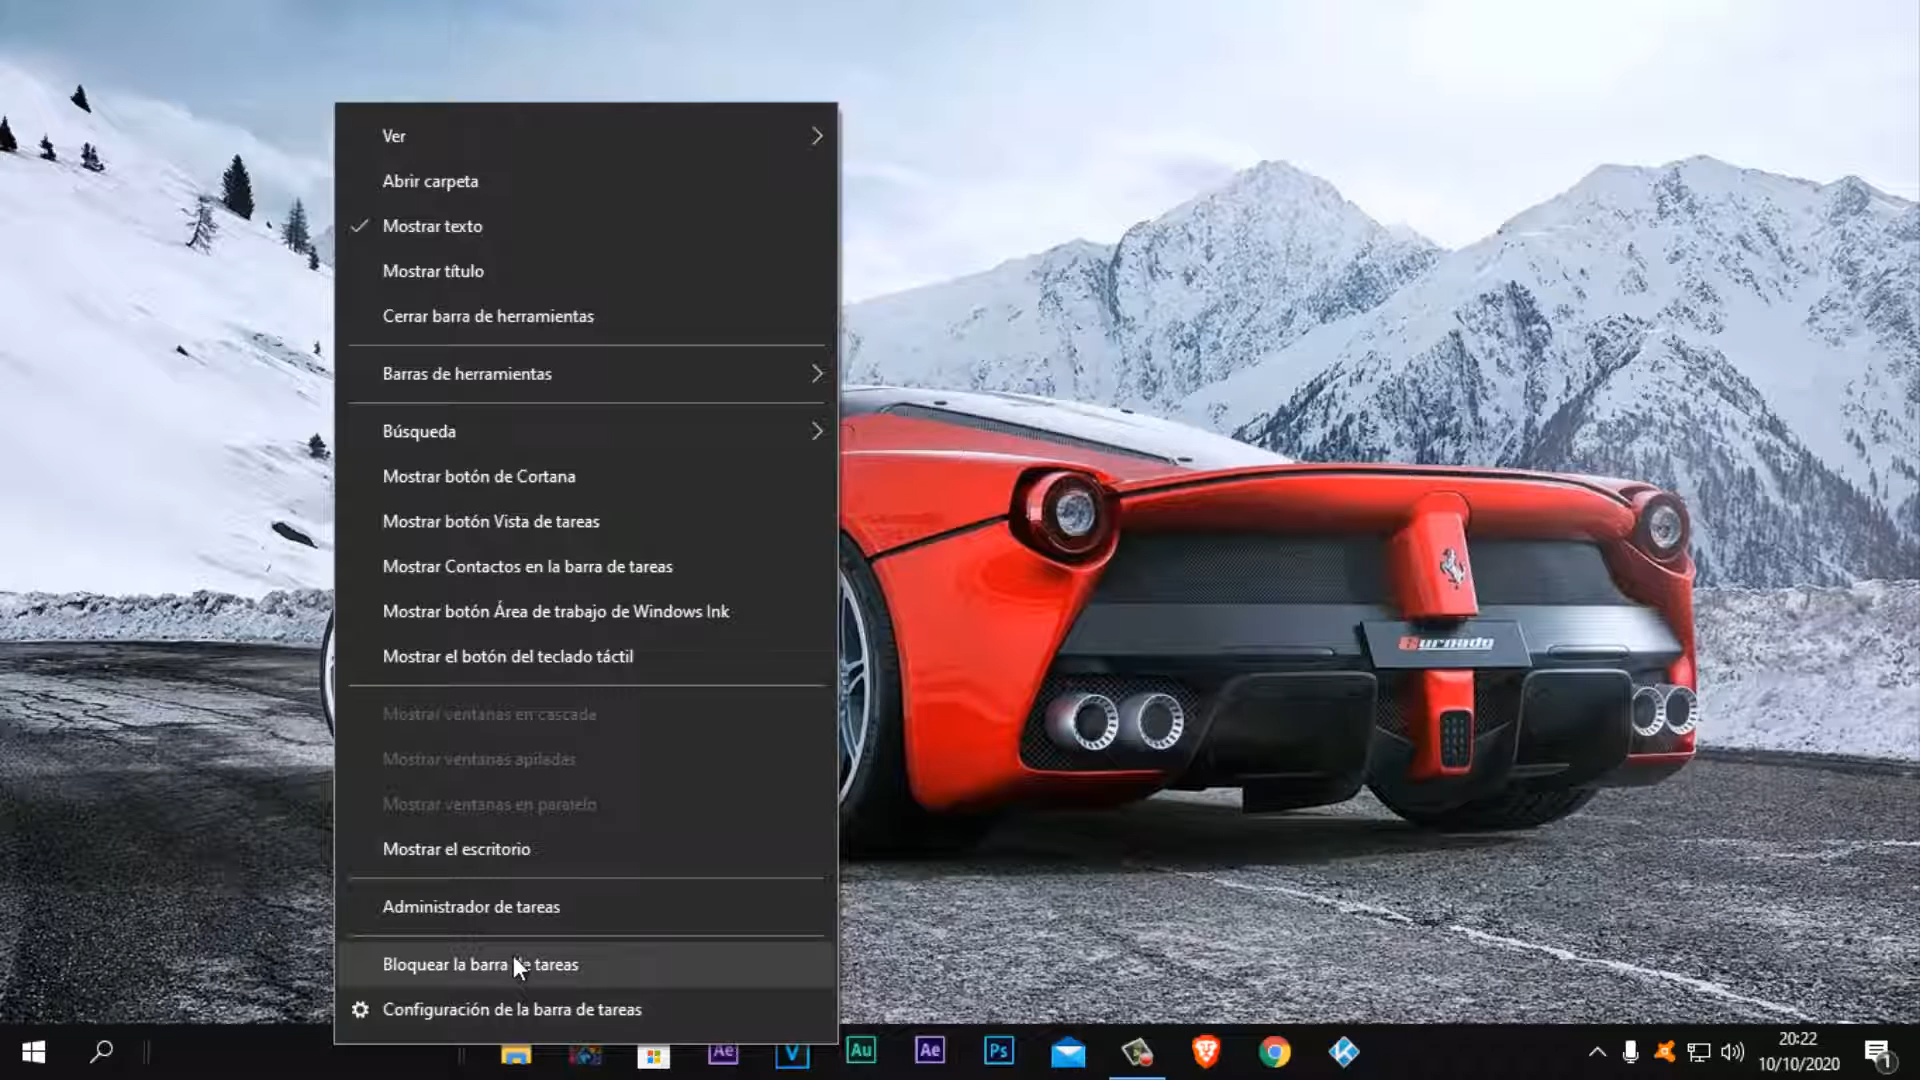 Ver
Abrir carpeta
Mostrar texto
Mostrar título
Cerrar barra de herramientas
Barras de herramientas
Búsqueda
Mostrar botón de Cortana
Mostrar botón Vista de tareas
Mostrar Contactos en la barra de tareas
Mostrar botón Área de trabajo de Windows Ink
Mostrar el botón del teclado táctil
Mostrar ventanas en cascada
Mostrar ventanas apiladas
Mostrar ventanas en paralelo
Mostrar el escritorio
Administrador de tareas
Bloquear la barra de tareas
Configuración de la barra de tareas
Ae
V
Au
Ae
Ps
20:22
10/10/2020
1